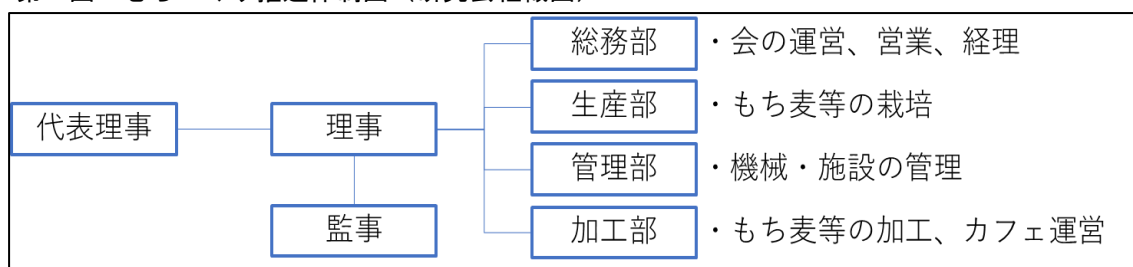 総務部 ・会の運営、営業、経理
生産部 ・もち麦等の栽培
代表理事 理事
管理部 ・機械・施設の管理
監事 加工部 ・もち麦等の加工、カフェ運営